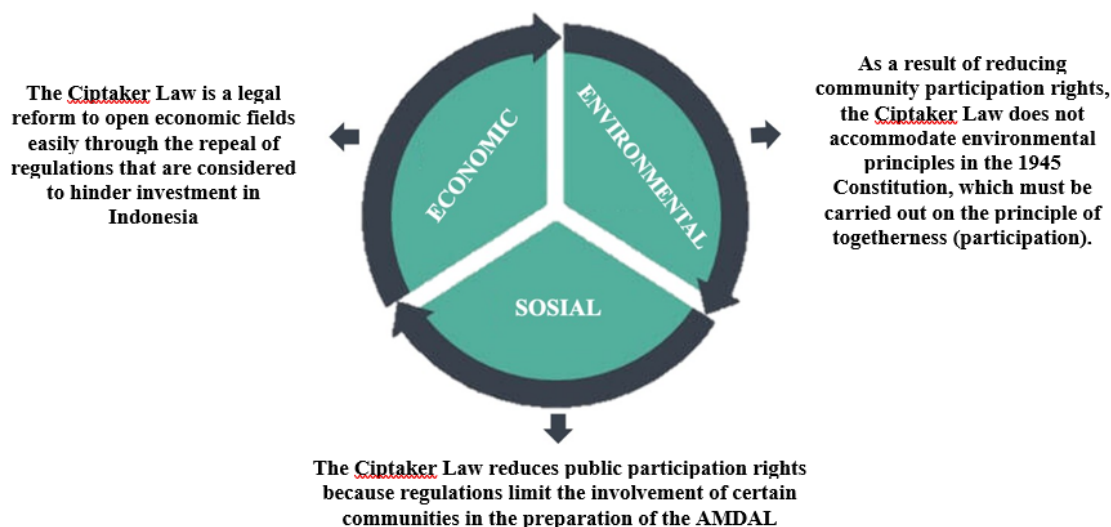 The Ciptaker Law is a legal
reform to open economic fields
easily through the repeal of
regulations that are considered
to hinder investment in
Indonesia
ECONOMIC
ENVIRONMENTAL
SOSIAL
As a result of reducing
community participation rights,
the Ciptaker Law does not
accommodate environmental
principles in the 1945
Constitution, which must be
carried out on the principle of
togetherness (participation).
The Ciptaker Law reduces public participation rights
because regulations limit the involvement of certain
communities in the preparation of the AMDAL